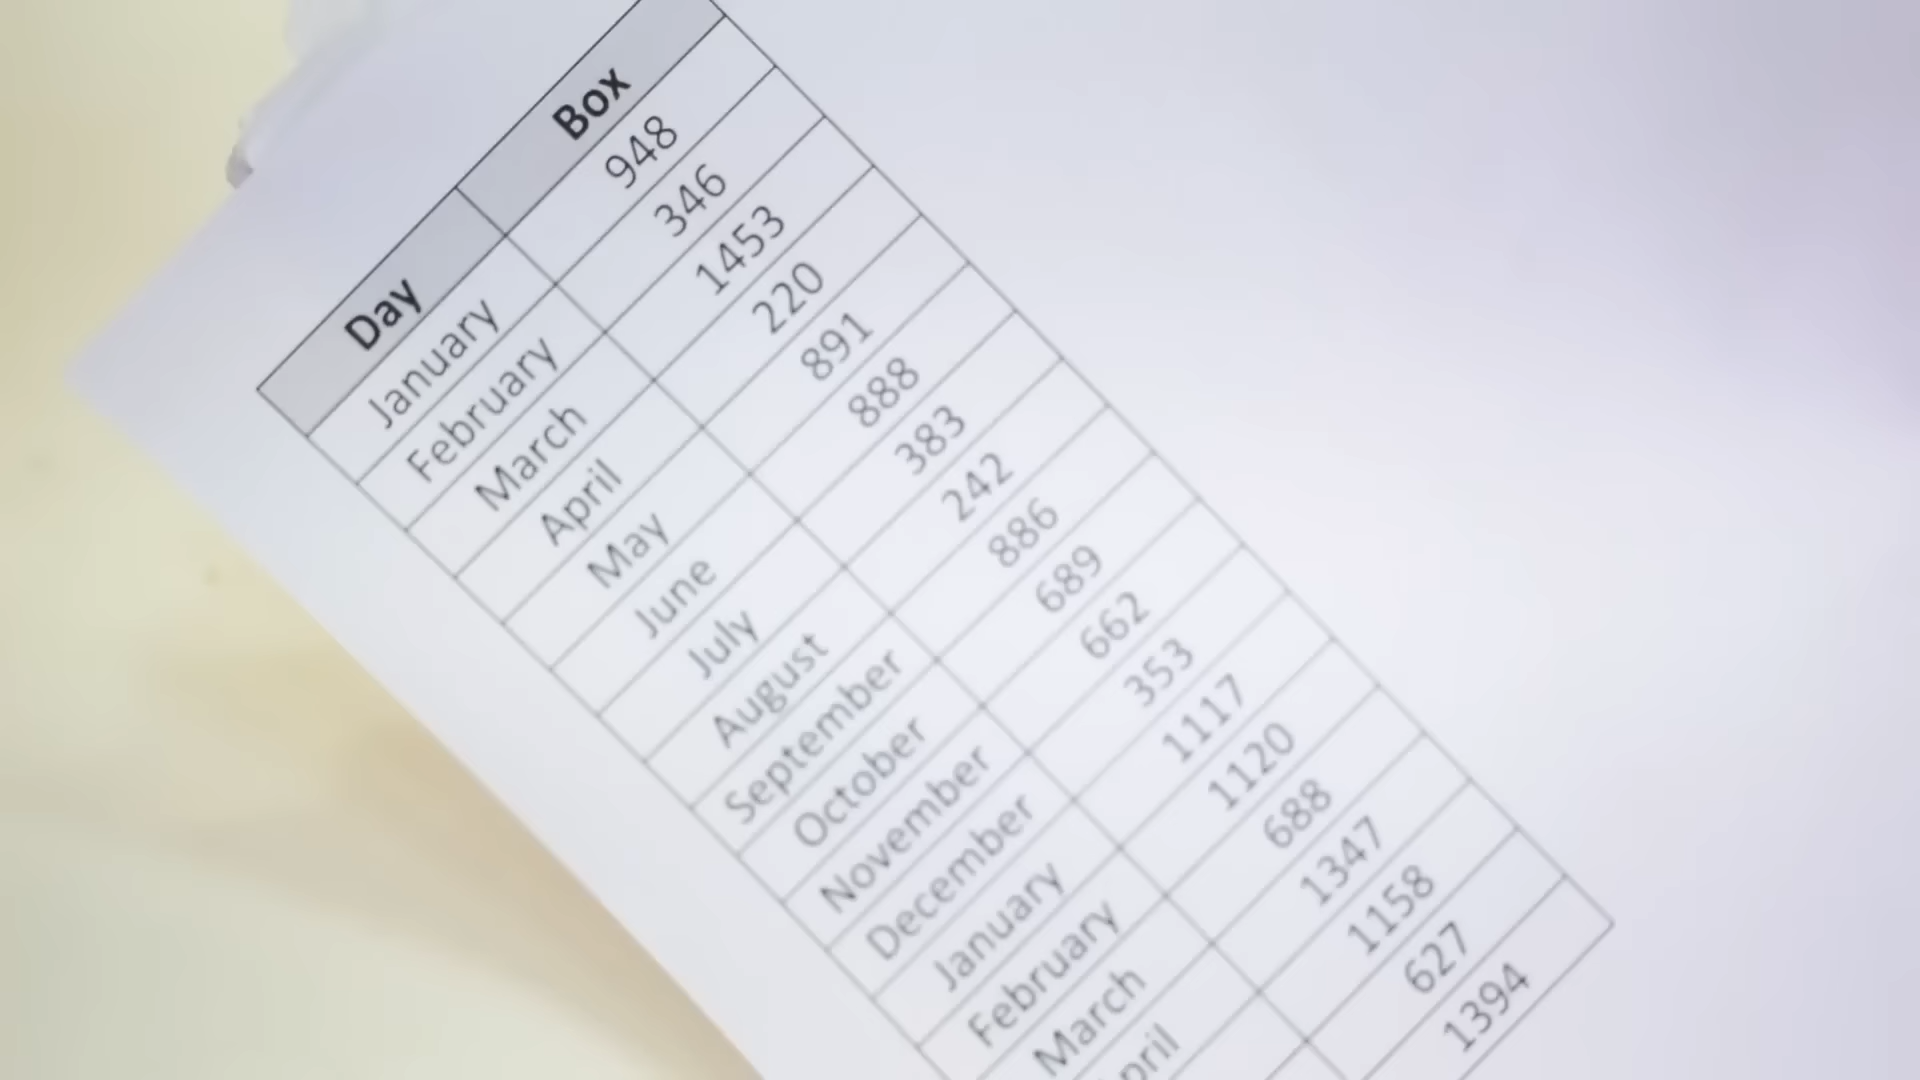 Day Box
January 948
February 346
March 1453
April 220
May 891
June 888
July 383
August 242
September 886
October 689
November 662
December 353
January 1117
February 1120
March 688
pril 1347
1158
627
1394